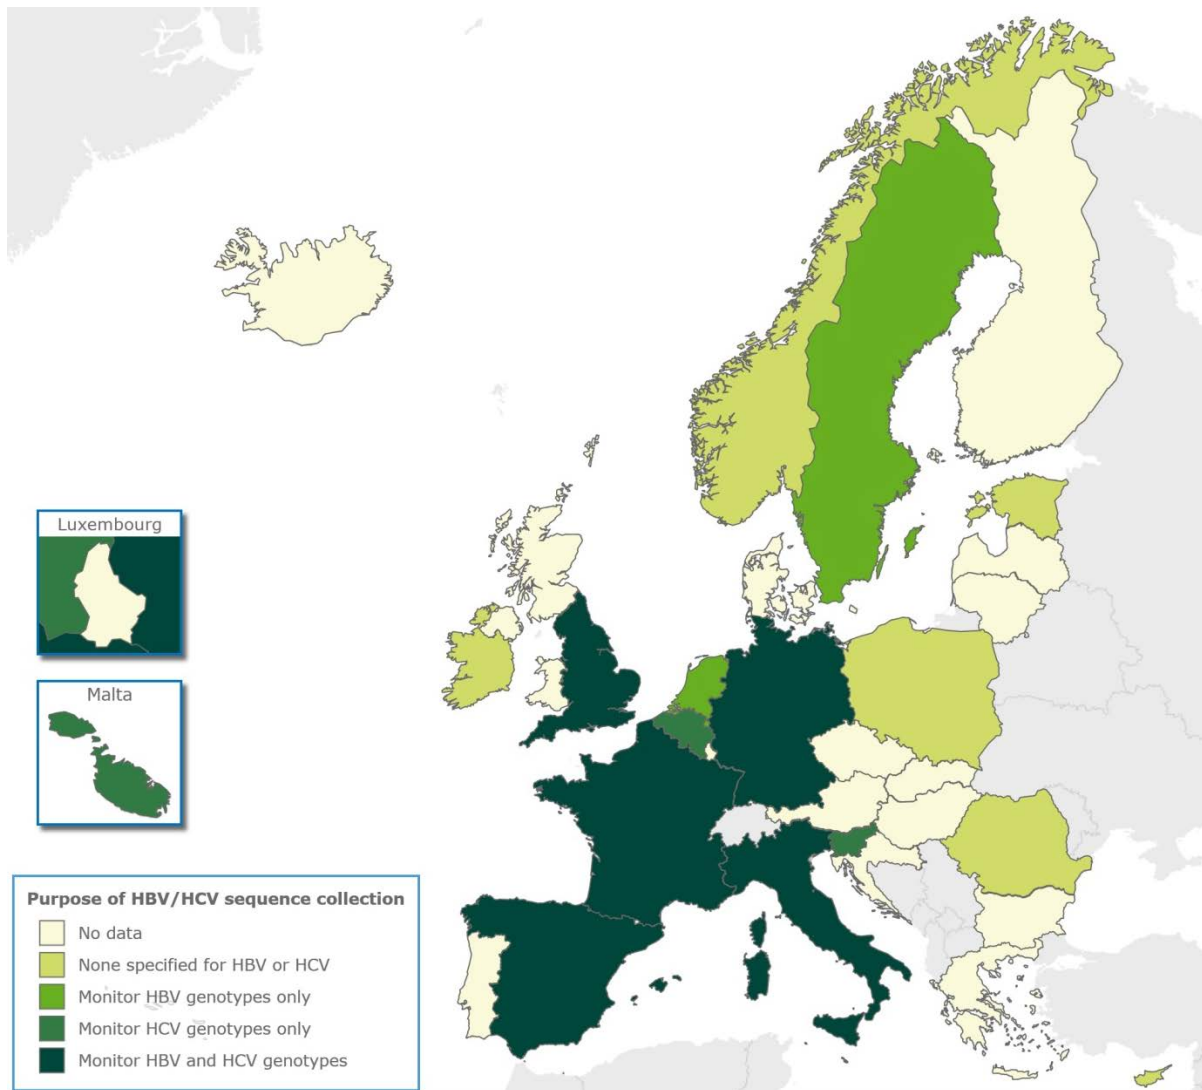 Luxembourg
Malta
Purpose of HBV/HCV sequence collection
No data
None specified for HBV or HCV
Monitor HBV genotypes only
Monitor HCV genotypes only
Monitor HBV and HCV genotypes